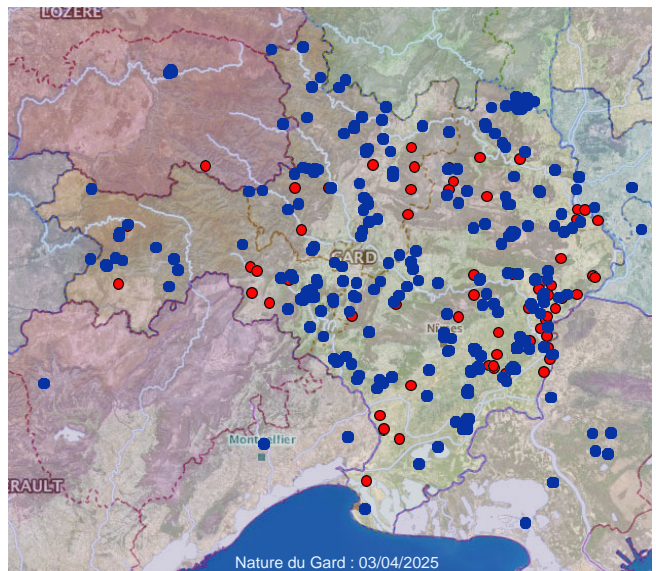 LOZERE
GARD
Nîmes
Montpellier
ERAULT
Nature du Gard : 03/04/2025